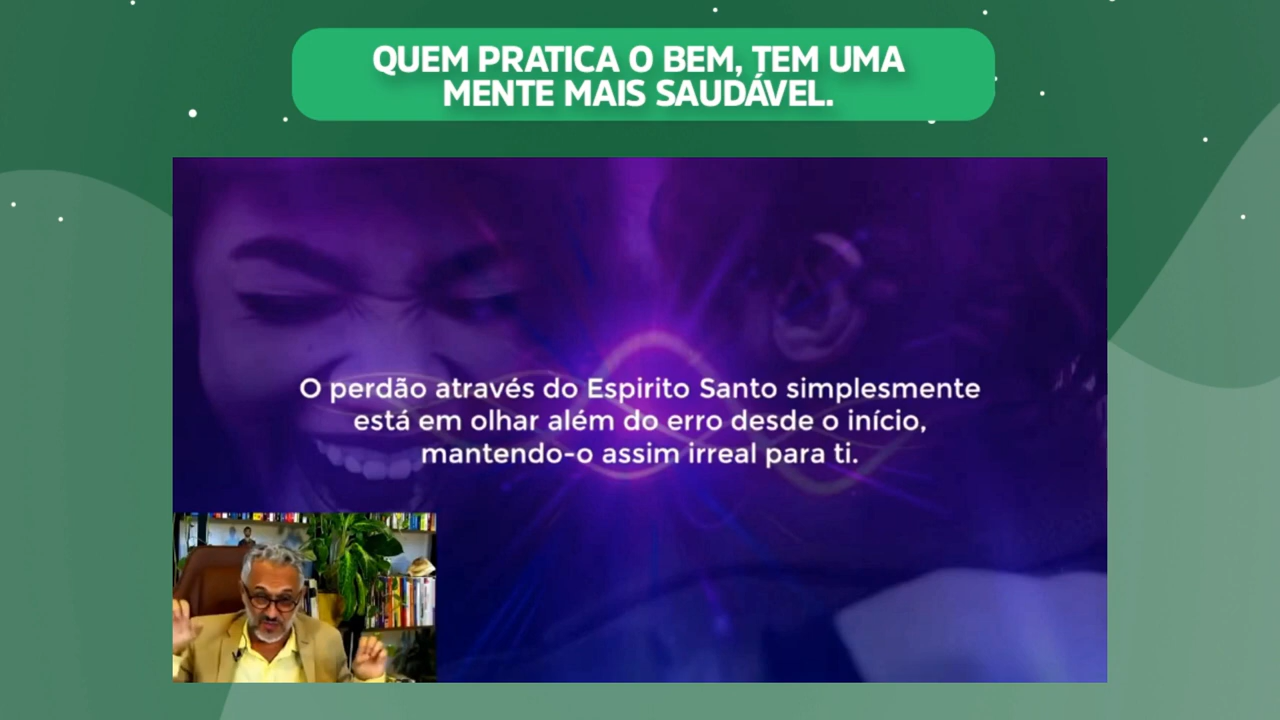 QUEM PRATICA O BEM, TEM UMA
MENTE MAIS SAUDÁVEL.
O perdão através do Espirito Santo simplesmente
está em olhar além do erro desde o início,
mantendo-o assim irreal para ti.